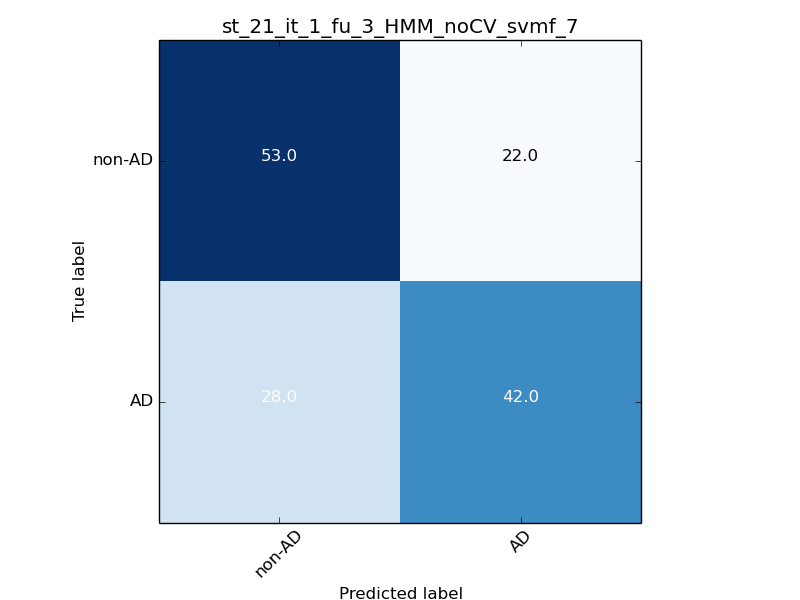 st_21_it_1_fu_3_HMM_noCV_svmf_7
non-AD
53.0
22.0
True label
AD
28.0
42.0
non-AD
AD
Predicted label